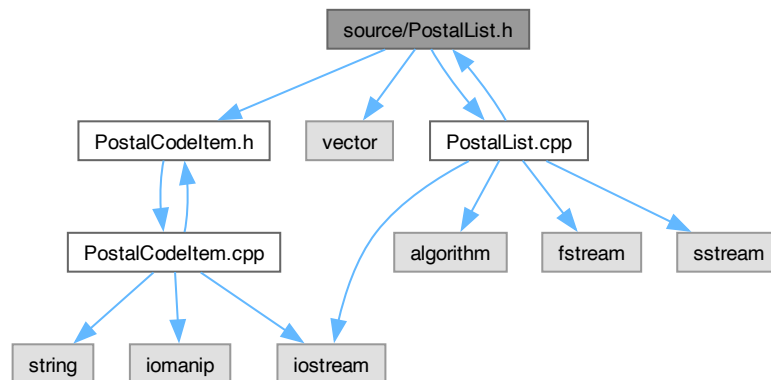 source/PostalList.h
PostalCodeItem.h
vector
PostalList.cpp
PostalCodeItem.cpp
algorithm
fstream
sstream
string
iomanip
iostream